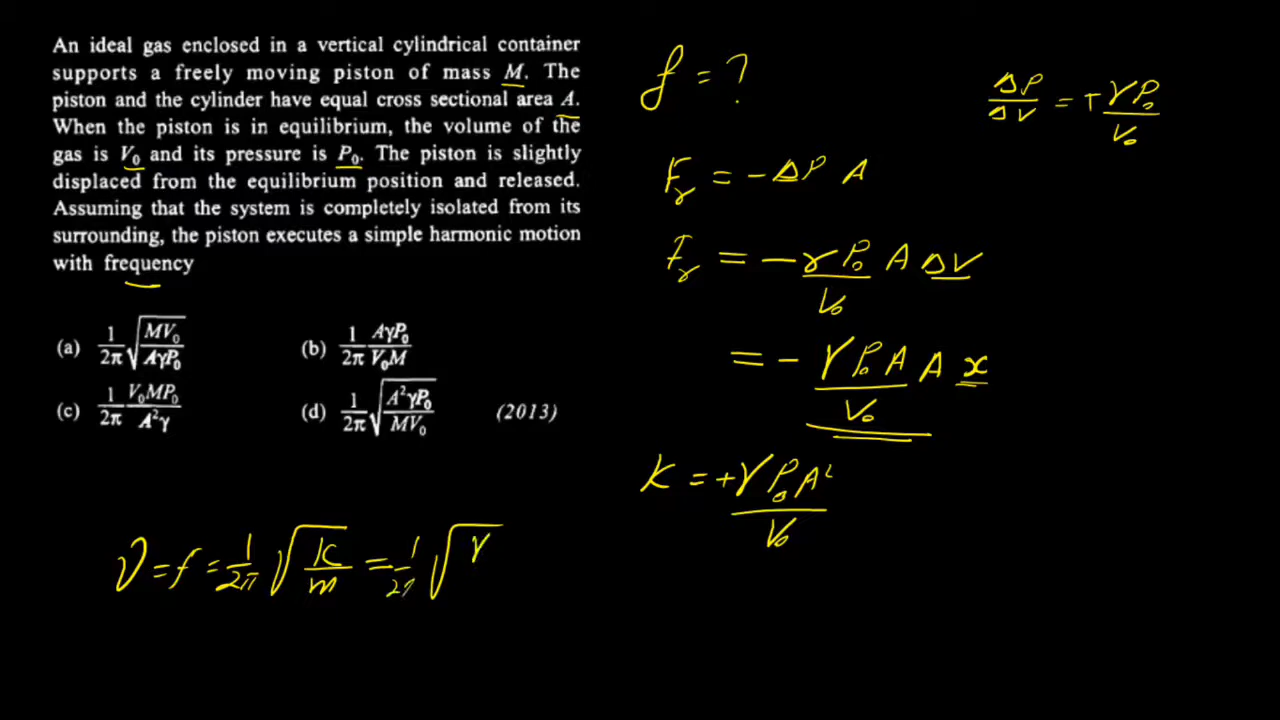 An ideal gas enclosed in a vertical cylindrical container
supports a freely moving piston of mass M. The
piston and the cylinder have equal cross sectional area A.
When the piston is in equilibrium, the volume of the
gas is V₀ and its pressure is P₀. The piston is slightly
displaced from the equilibrium position and released.
Assuming that the system is completely isolated from its
surrounding, the piston executes a simple harmonic motion
with frequency
(a) 1/2π √(MV₀/AγP₀) (b) 1/2π AγP₀/V₀M
(c) 1/2π V₀MP₀/A²γ (d) 1/2π √(A²γP₀/MV₀) (2013)
ν = f = 1/2π √(k/m) = 1/2π √γ
f = ?
ΔP/ΔV = + γP₀/V₀
Fᵣ = -ΔP A
Fᵣ = - γP₀/V₀ A ΔV
= - γP₀A/V₀ A x
K = + γP₀A²/V₀